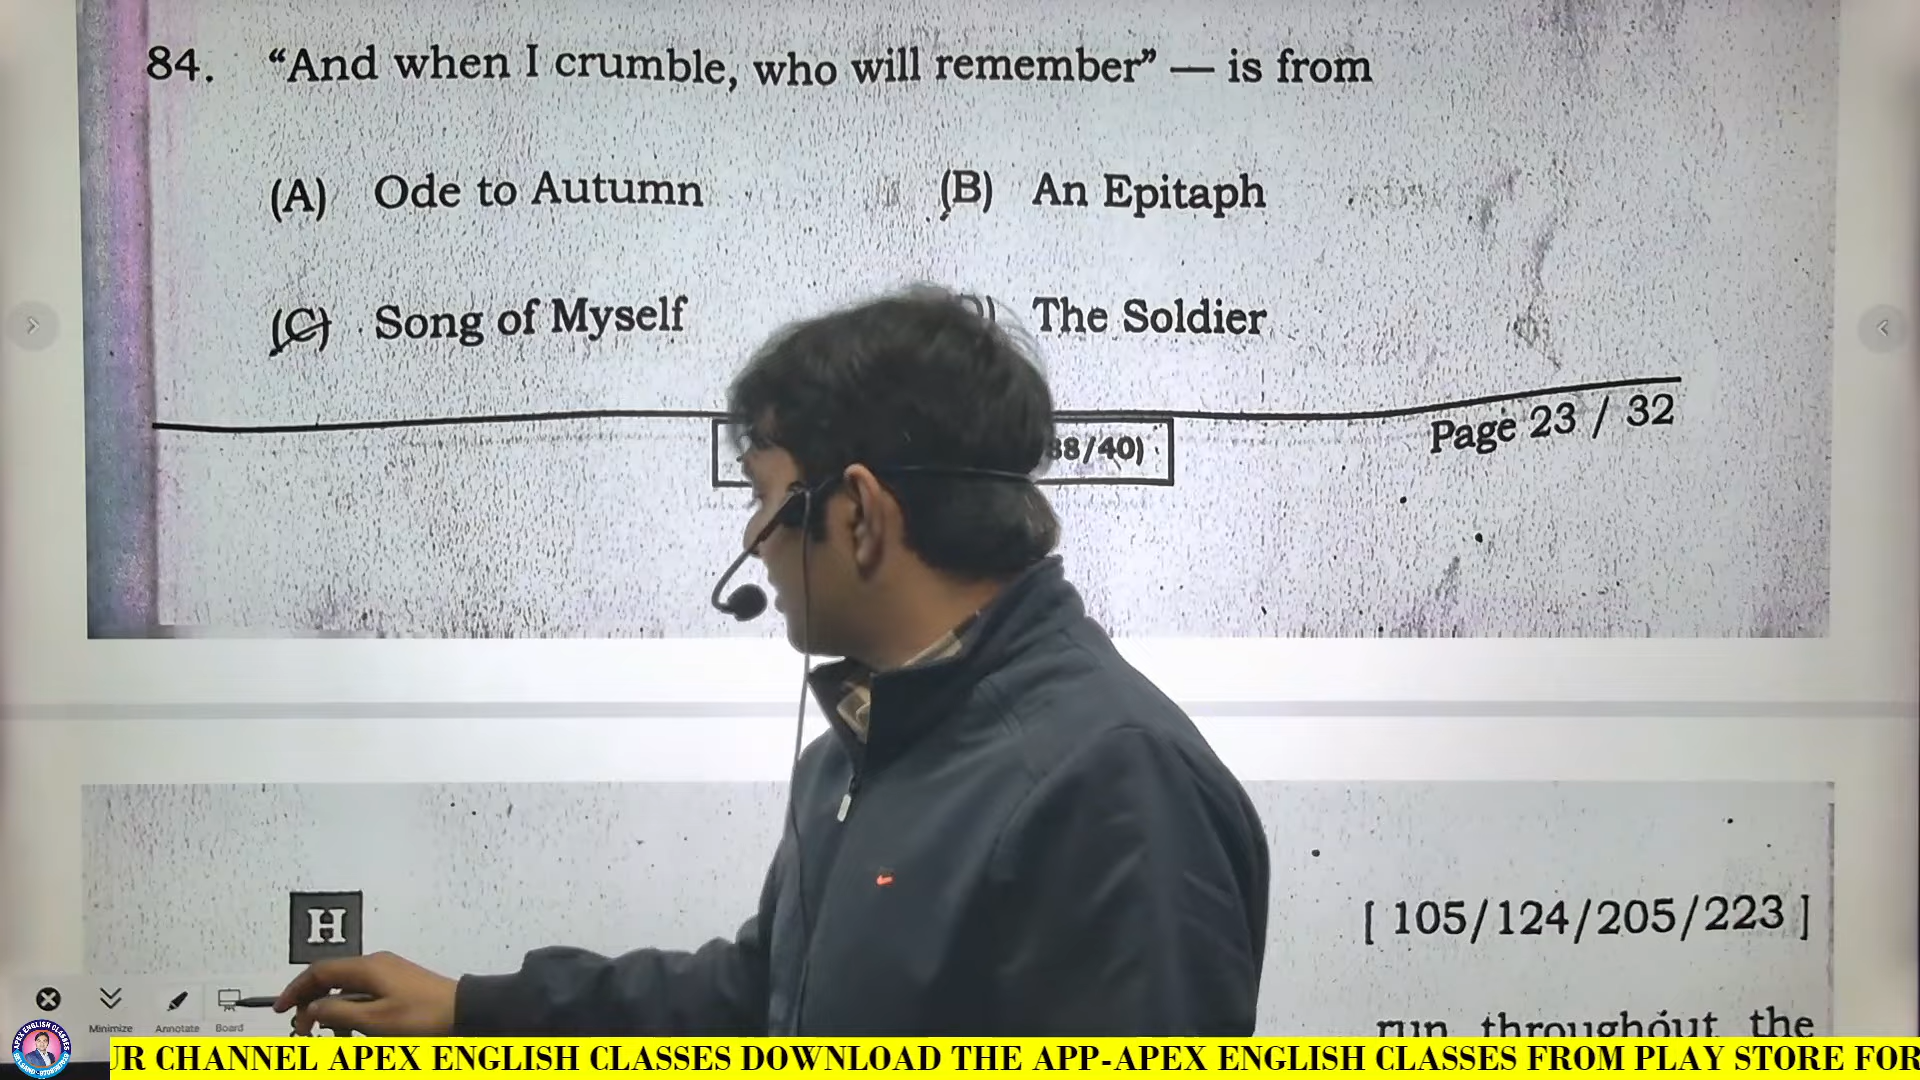 84. “And when I crumble, who will remember” — is from
(A) Ode to Autumn (B) An Epitaph
(C) Song of Myself The Soldier
38/40) Page 23 / 32
H
[ 105/124/205/223 ]
run throughout the
Minimize Annotate Board
UR CHANNEL APEX ENGLISH CLASSES DOWNLOAD THE APP-APEX ENGLISH CLASSES FROM PLAY STORE FOR